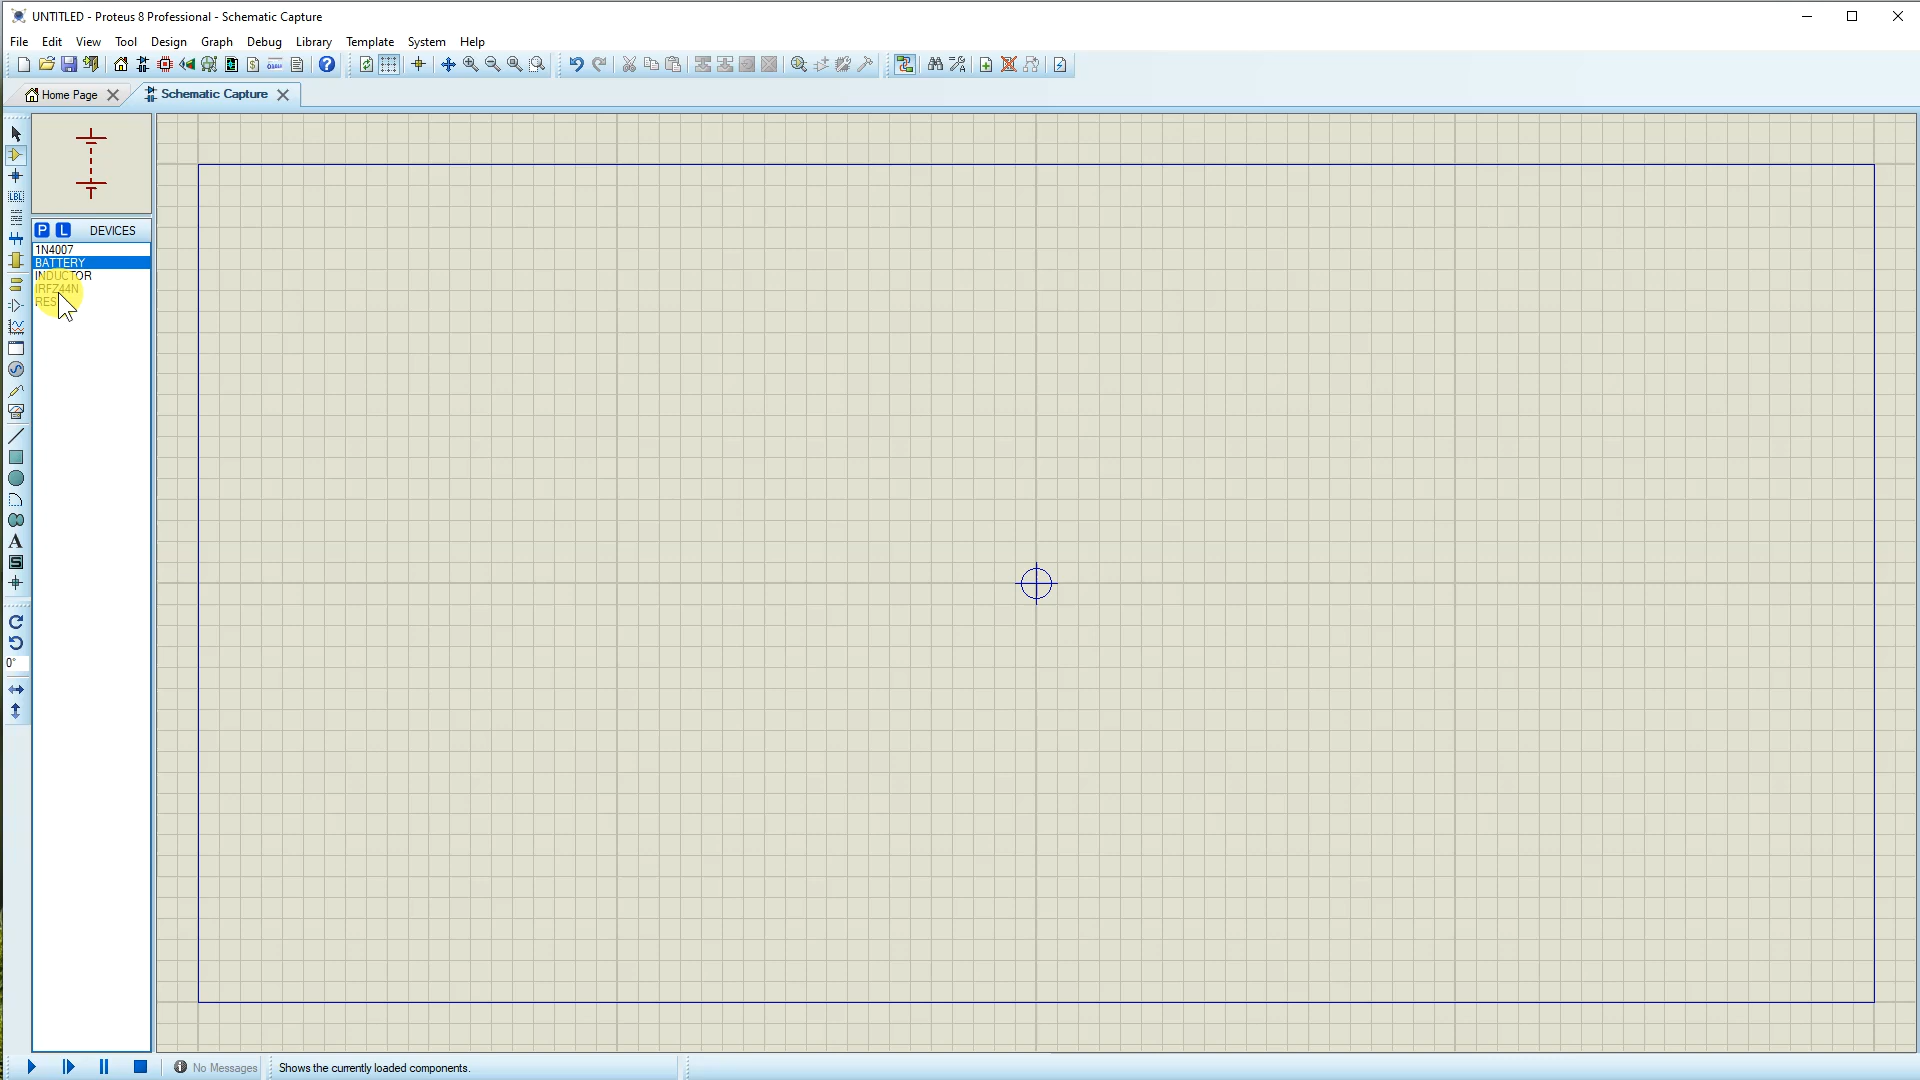 UNTITLED - Proteus 8 Professional - Schematic Capture
File Edit View Tool Design Graph Debug Library Template System Help
Home Page Schematic Capture
P L DEVICES
1N4007
BATTERY
INDUCTOR
IRFZ44N
RES
LBL
A
S
0°
No Messages Shows the currently loaded components.